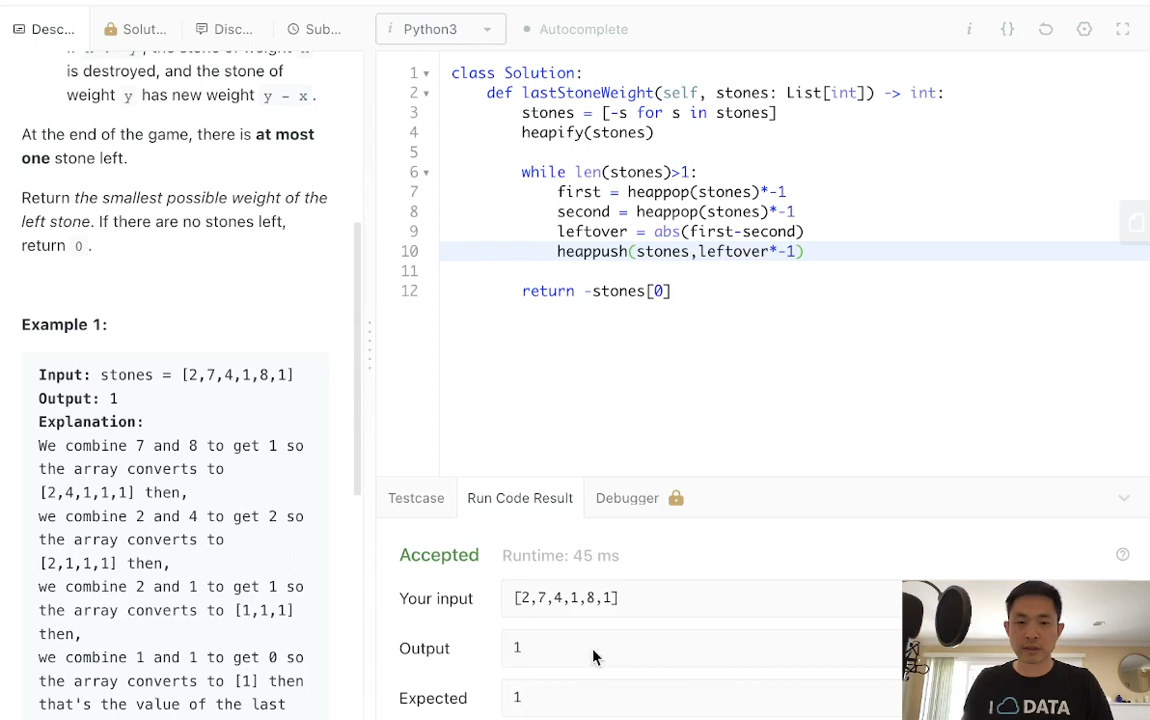 Desc...
Solut...
Disc...
Sub...
i Python3
Autocomplete
is destroyed, and the stone of
weight y has new weight y - x.
At the end of the game, there is at most
one stone left.
Return the smallest possible weight of the
left stone. If there are no stones left,
return 0.
Example 1:
Input: stones = [2,7,4,1,8,1]
Output: 1
Explanation:
We combine 7 and 8 to get 1 so
the array converts to
[2,4,1,1,1] then,
we combine 2 and 4 to get 2 so
the array converts to
[2,1,1,1] then,
we combine 2 and 1 to get 1 so
the array converts to [1,1,1]
then,
we combine 1 and 1 to get 0 so
the array converts to [1] then
that's the value of the last
1 class Solution:
2 def lastStoneWeight(self, stones: List[int]) -> int:
3 stones = [-s for s in stones]
4 heapify(stones)
5
6 while len(stones)>1:
7 first = heappop(stones)*-1
8 second = heappop(stones)*-1
9 leftover = abs(first-second)
10 heappush(stones,leftover*-1)
11
12 return -stones[0]
Testcase
Run Code Result
Debugger
Accepted Runtime: 45 ms
Your input [2,7,4,1,8,1]
Output 1
Expected 1
I DATA